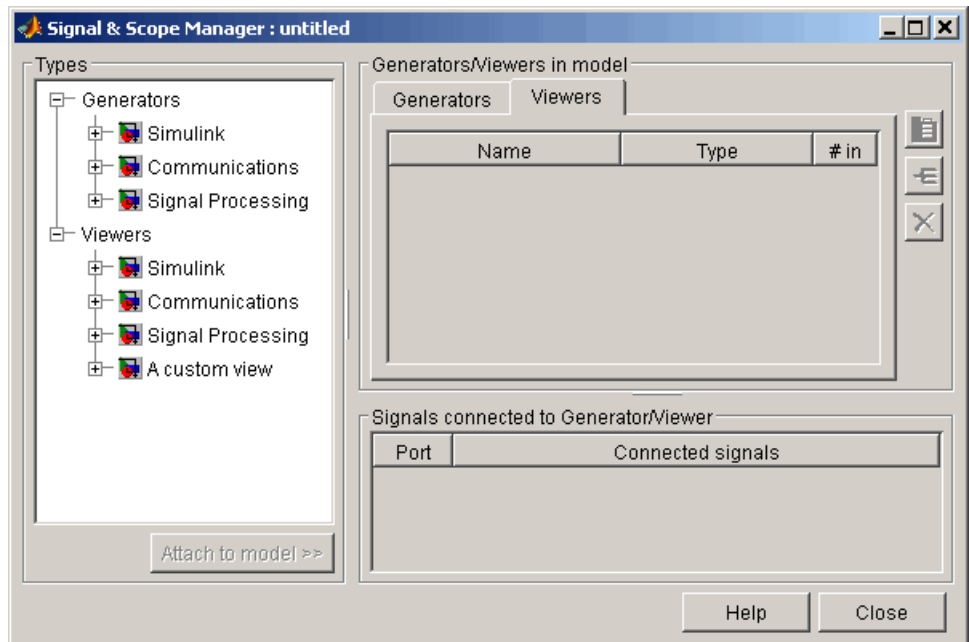 Signal & Scope Manager : untitled
Types
Generators
Simulink
Communications
Signal Processing
Viewers
Simulink
Communications
Signal Processing
A custom view
Attach to model >>
Generators/Viewers in model
Generators Viewers
Name Type # in
Signals connected to Generator/Viewer
Port Connected signals
Help Close